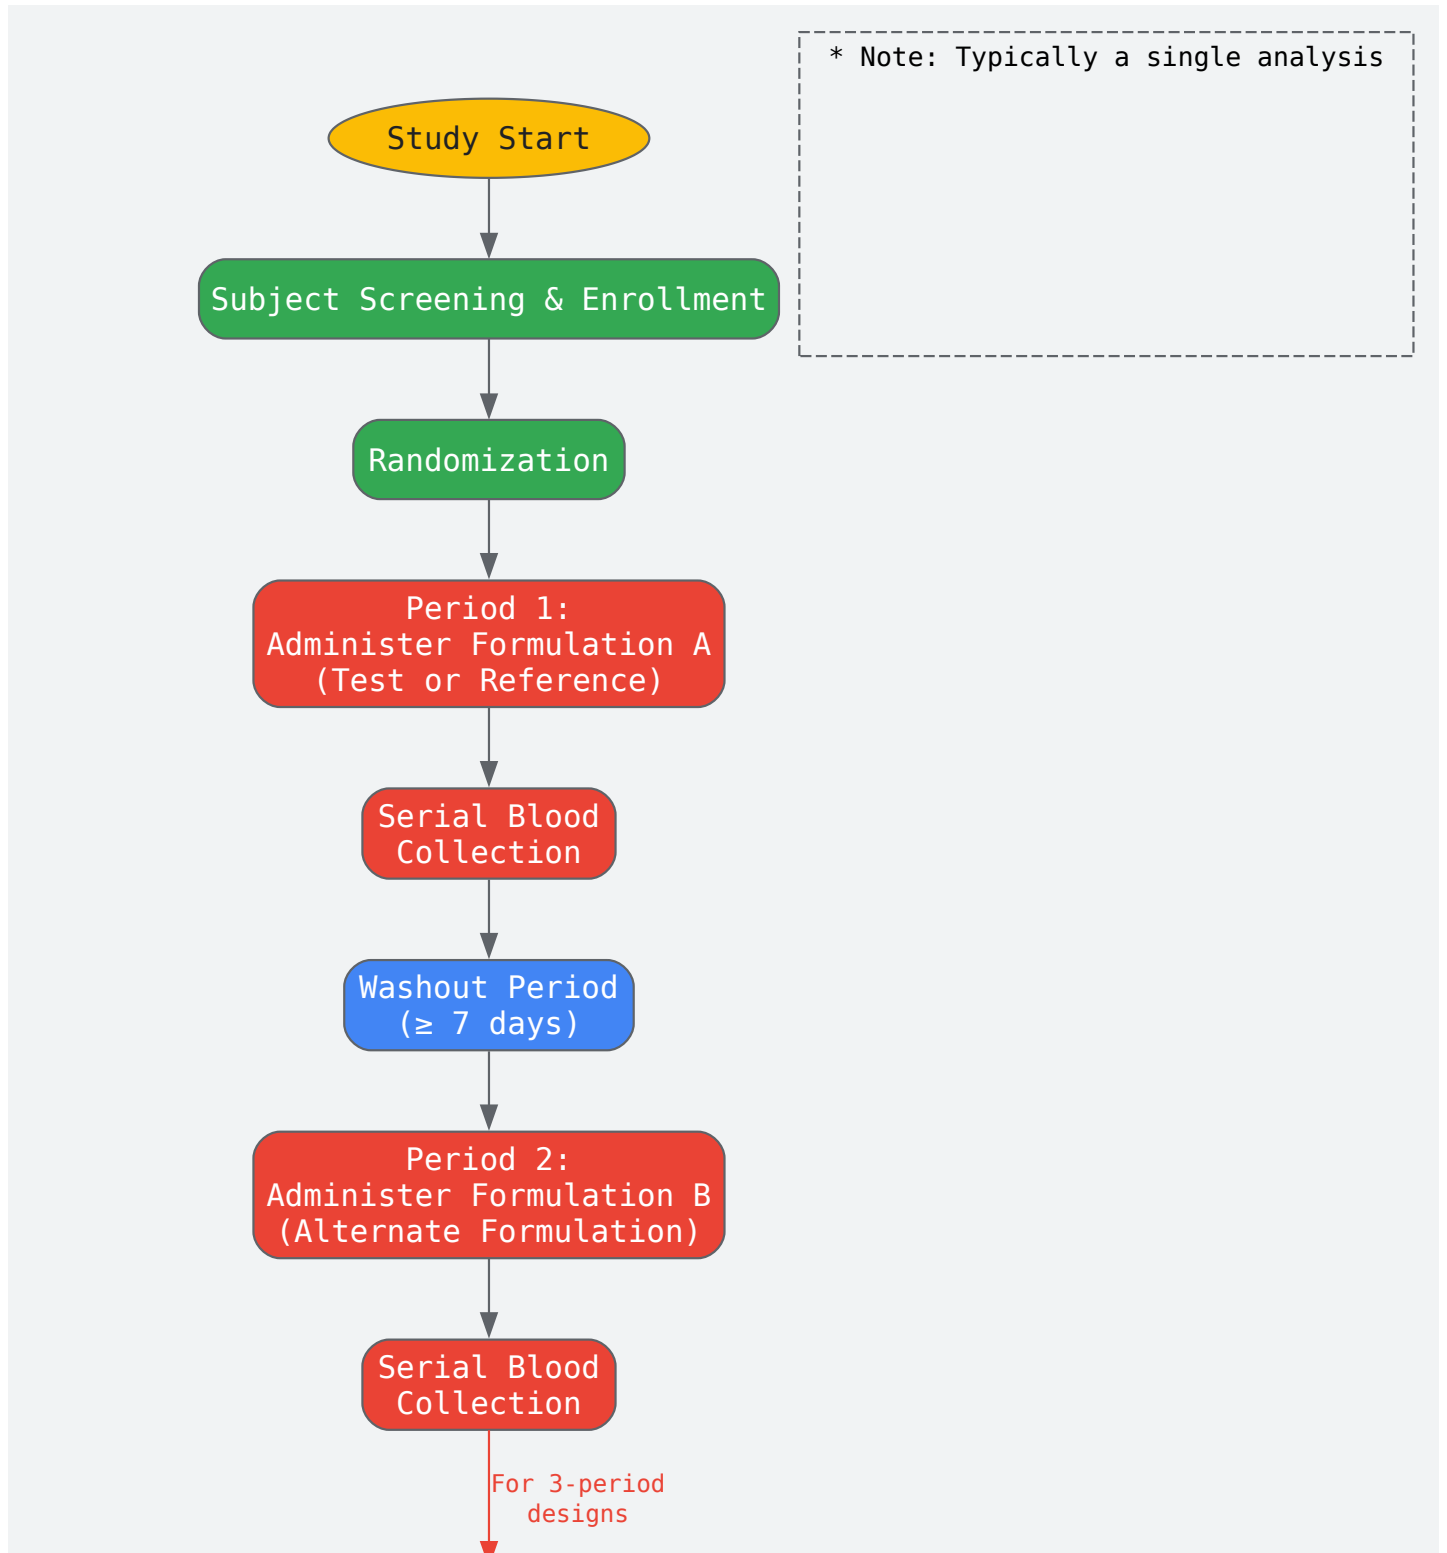 * Note: Typically a single analysis
Study Start
Subject Screening & Enrollment
Randomization
Period 1:
Administer Formulation A
(Test or Reference)
Serial Blood
Collection
Washout Period
(≥ 7 days)
Period 2:
Administer Formulation B
(Alternate Formulation)
Serial Blood
Collection
For 3-period
designs